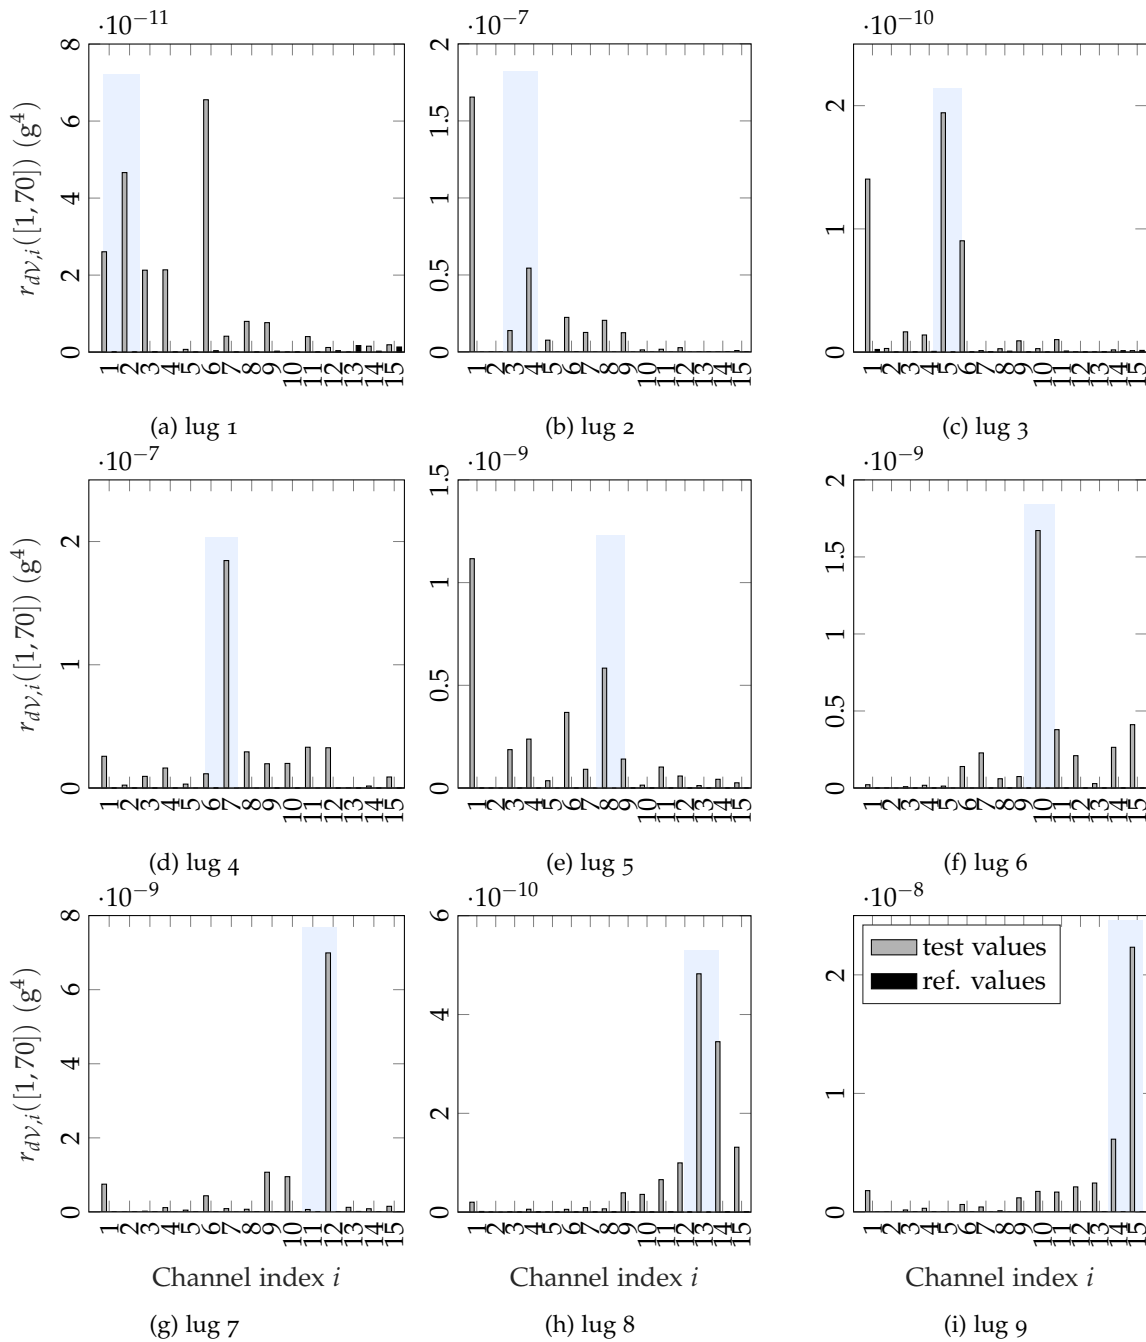 ·10⁻¹¹ ·10⁻⁷ ·10⁻¹⁰
r_{dV,i}([1,70]) (g⁴)
8
6
4
2
0
2
1.5
1
0.5
0
2
1
0
1 2 3 4 5 6 7 8 9 10 11 12 13 14 15
1 2 3 4 5 6 7 8 9 10 11 12 13 14 15
1 2 3 4 5 6 7 8 9 10 11 12 13 14 15
(a) lug 1 (b) lug 2 (c) lug 3
·10⁻⁷ ·10⁻⁹ ·10⁻⁹
r_{dV,i}([1,70]) (g⁴)
2
1
0
1.5
1
0.5
0
2
1.5
1
0.5
0
1 2 3 4 5 6 7 8 9 10 11 12 13 14 15
1 2 3 4 5 6 7 8 9 10 11 12 13 14 15
1 2 3 4 5 6 7 8 9 10 11 12 13 14 15
(d) lug 4 (e) lug 5 (f) lug 6
·10⁻⁹ ·10⁻¹⁰ ·10⁻⁸
r_{dV,i}([1,70]) (g⁴)
8
6
4
2
0
6
4
2
0
2
1
0
test values
ref. values
1 2 3 4 5 6 7 8 9 10 11 12 13 14 15
1 2 3 4 5 6 7 8 9 10 11 12 13 14 15
1 2 3 4 5 6 7 8 9 10 11 12 13 14 15
Channel index i Channel index i Channel index i
(g) lug 7 (h) lug 8 (i) lug 9